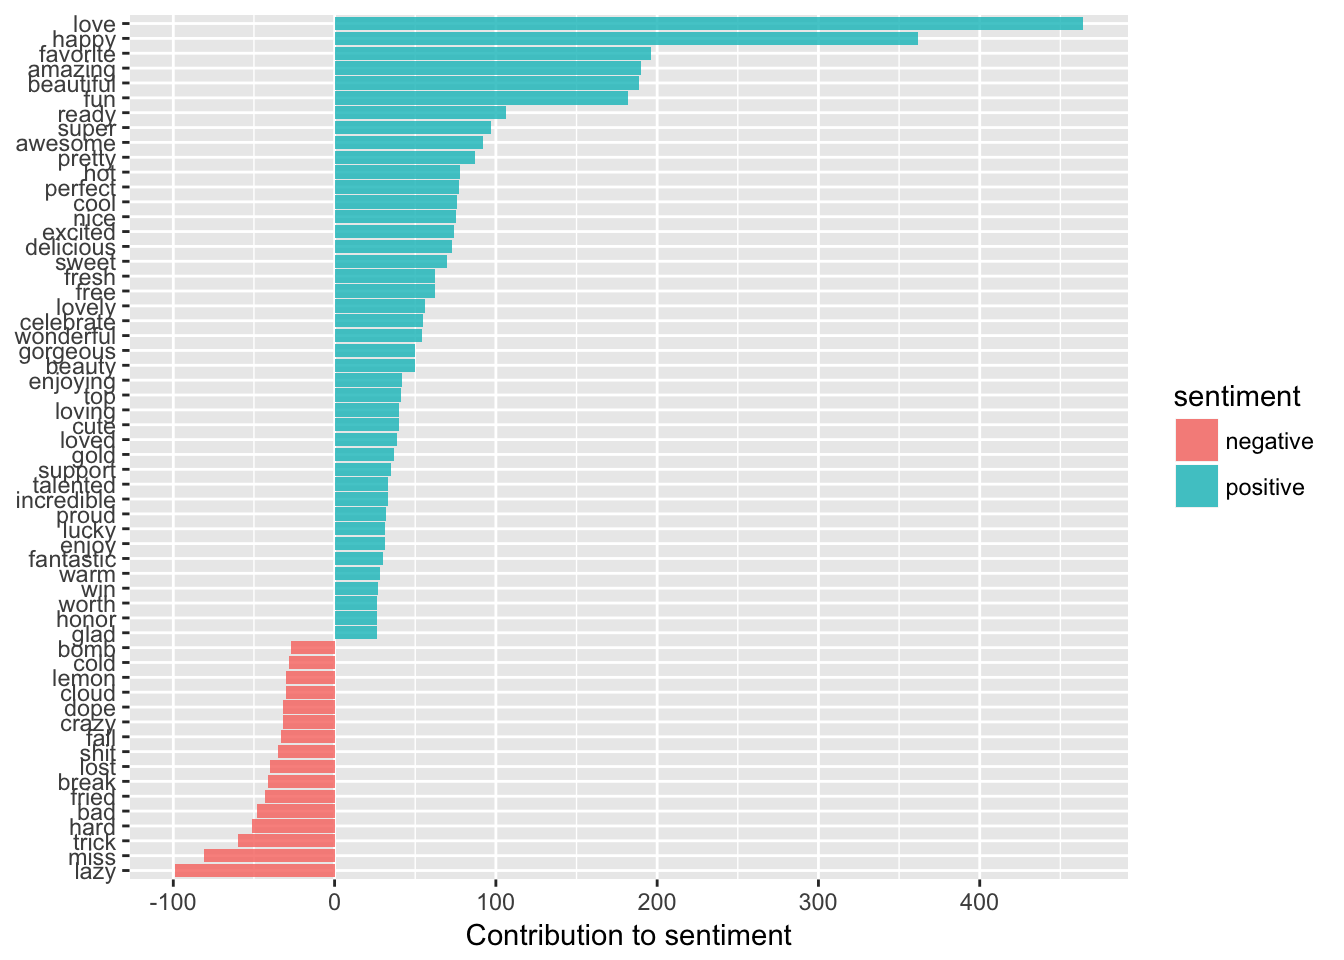 love
happy
favorite
amazing
beautiful
fun
ready
super
awesome
pretty
hot
perfect
cool
nice
excited
delicious
sweet
fresh
free
lovely
celebrate
wonderful
gorgeous
beauty
enjoying
top
loving
cute
loved
gold
support
talented
incredible
proud
lucky
enjoy
fantastic
warm
win
worth
honor
glad
bomb
cold
lemon
cloud
dope
crazy
fall
shit
lost
break
fried
bad
hard
trick
miss
lazy
-100 0 100 200 300 400
Contribution to sentiment
sentiment
negative
positive